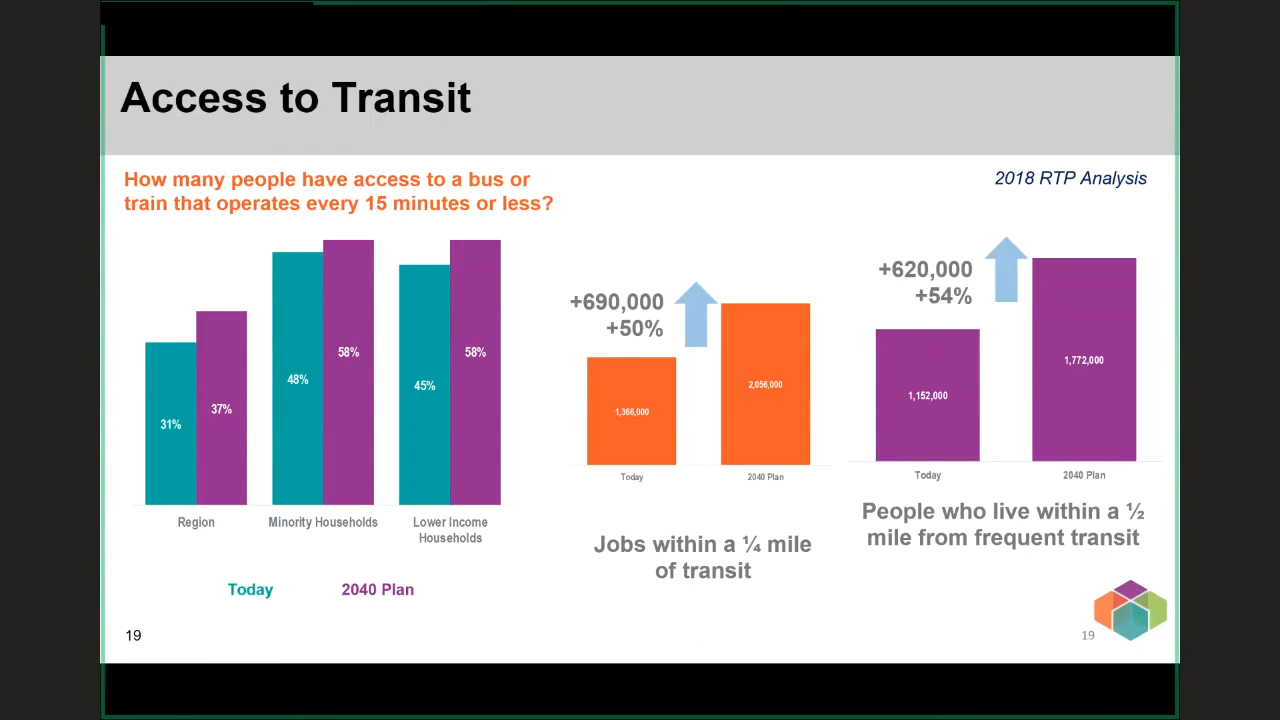 Access to Transit
How many people have access to a bus or
train that operates every 15 minutes or less?
2018 RTP Analysis
31%
37%
48%
58%
45%
58%
Region
Minority Households
Lower Income
Households
Today
2040 Plan
+690,000
+50%
1,366,000
2,056,000
Today
2040 Plan
Jobs within a ¼ mile
of transit
+620,000
+54%
1,152,000
1,772,000
Today
2040 Plan
People who live within a ½
mile from frequent transit
19
19